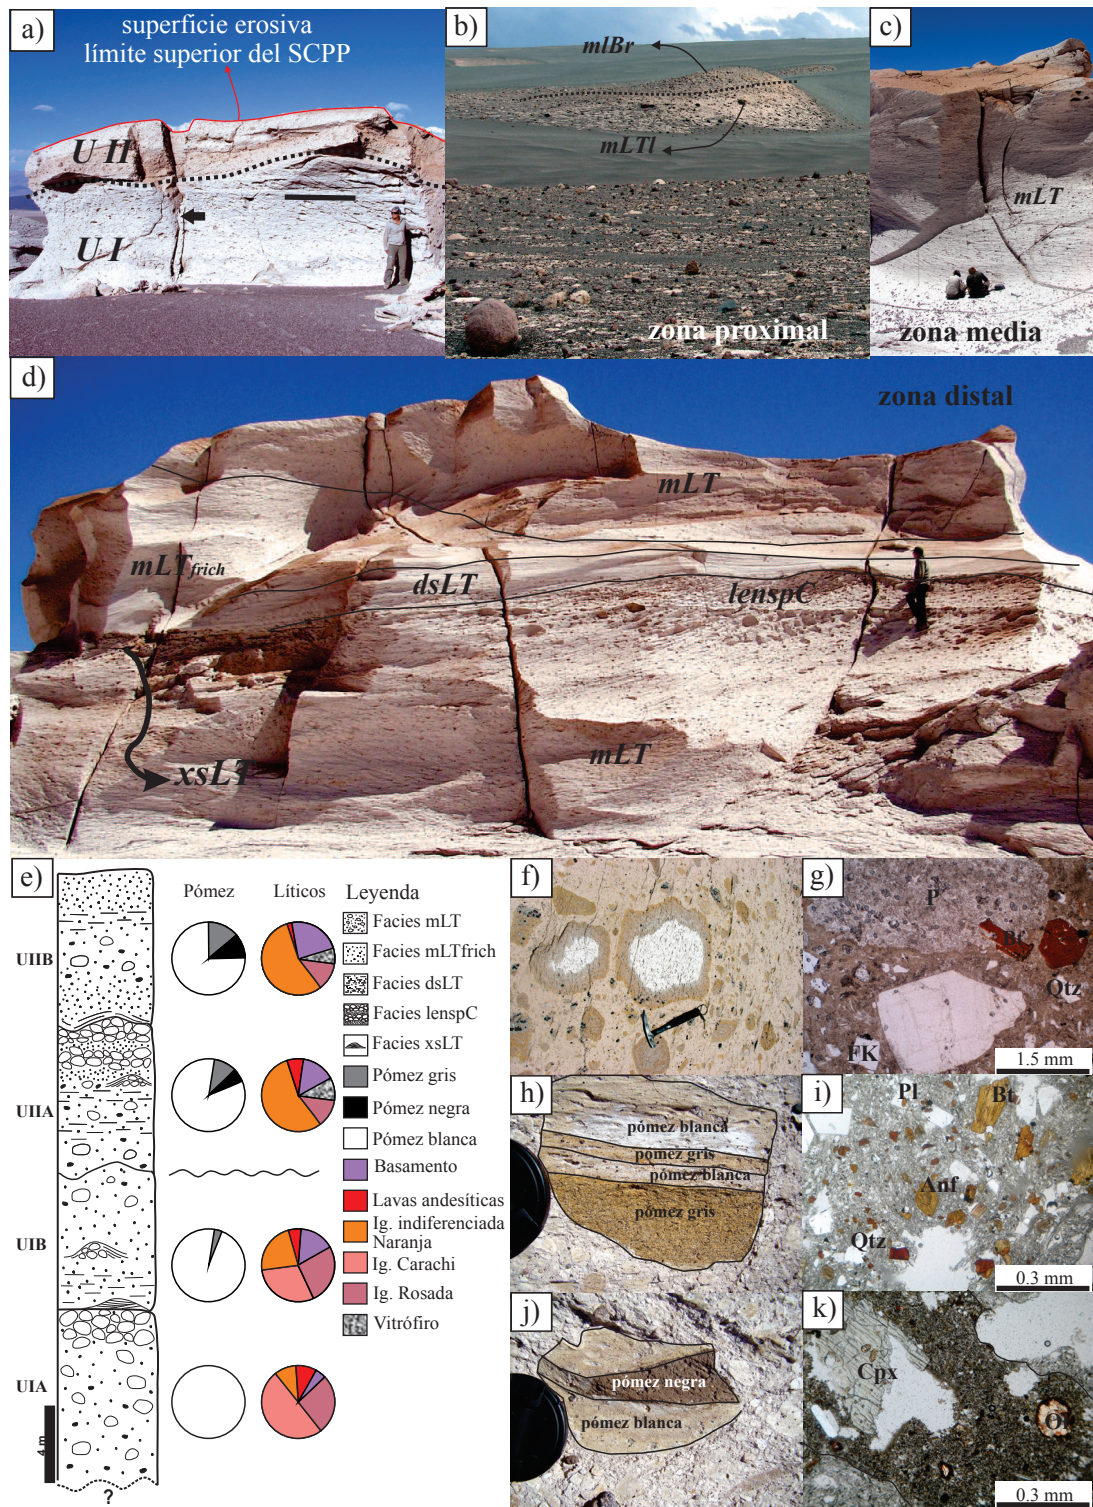 a)
superficie erosiva
límite superior del SCPP
U II
U I
b)
mlBr
mLTl
zona proximal
c)
mLT
zona media
d)
zona distal
mLT
mLTfrich
dsLT
lenspC
xsLT
mLT
e)
Pómez
Líticos
Leyenda
Facies mLT
Facies mLTfrich
Facies dsLT
Facies lenspC
Facies xsLT
Pómez gris
Pómez negra
Pómez blanca
Basamento
Lavas andesíticas
Ig. indiferenciada
Naranja
Ig. Carachi
Ig. Rosada
Vitrófiro
UIIB
UIIA
UIB
UIA
4 m
?
f)
g)
P
Bt
Qtz
FK
1.5 mm
h)
pómez blanca
pómez gris
pómez blanca
pómez gris
i)
Pl
Bt
Anf
Qtz
0.3 mm
j)
pómez negra
pómez blanca
k)
Cpx
Ol
0.3 mm